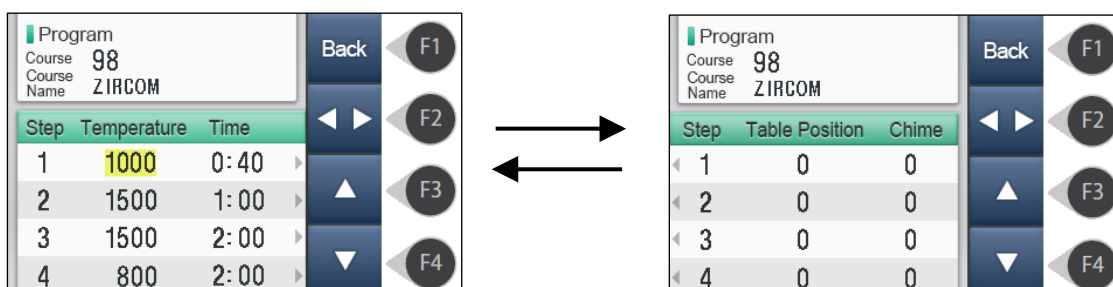 Program
Course 98
Course Name ZIRCOM
Back F1
F2
Step Temperature Time
1 1000 0:40
F3
2 1500 1:00
3 1500 2:00
F4
4 800 2:00
Program
Course 98
Course Name ZIRCOM
Back F1
F2
Step Table Position Chime
1 0 0
F3
2 0 0
3 0 0
F4
4 0 0